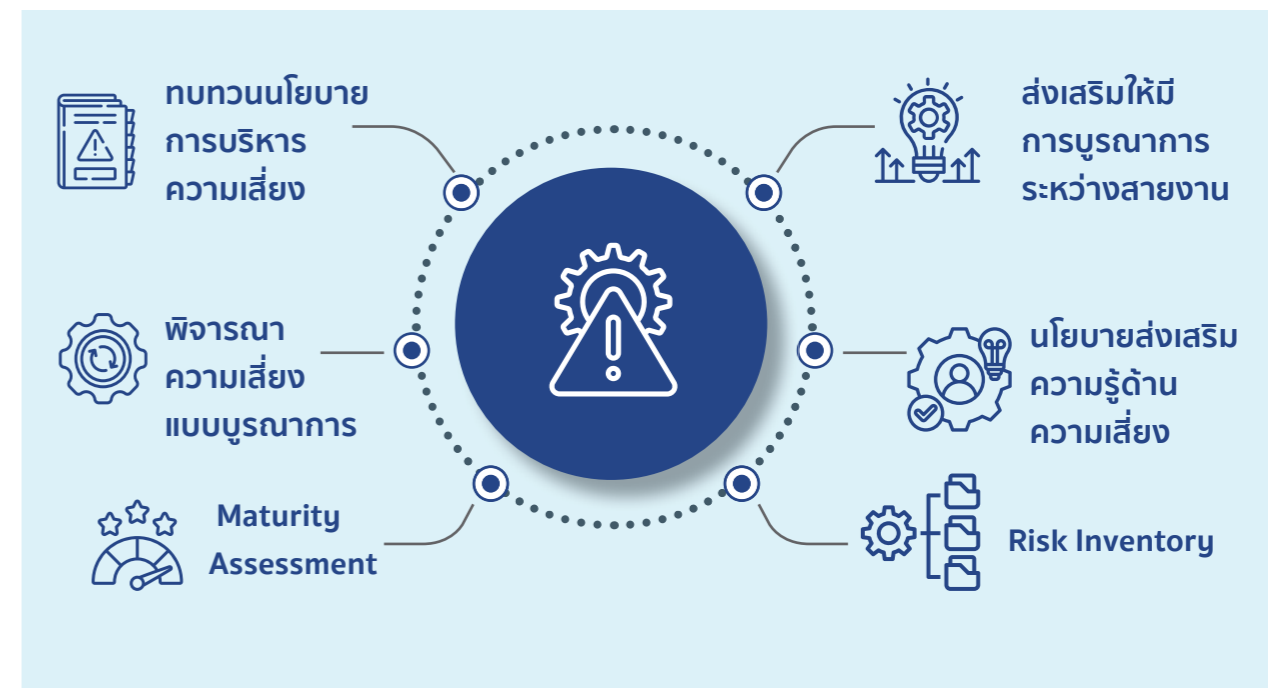 ทบทวนนโยบาย
การบริหาร
ความเสี่ยง
ส่งเสริมให้มี
การบูรณาการ
ระหว่างสายงาน
พิจารณา
ความเสี่ยง
แบบบูรณาการ
นโยบายส่งเสริม
ความรู้ด้าน
ความเสี่ยง
Maturity
Assessment
Risk Inventory